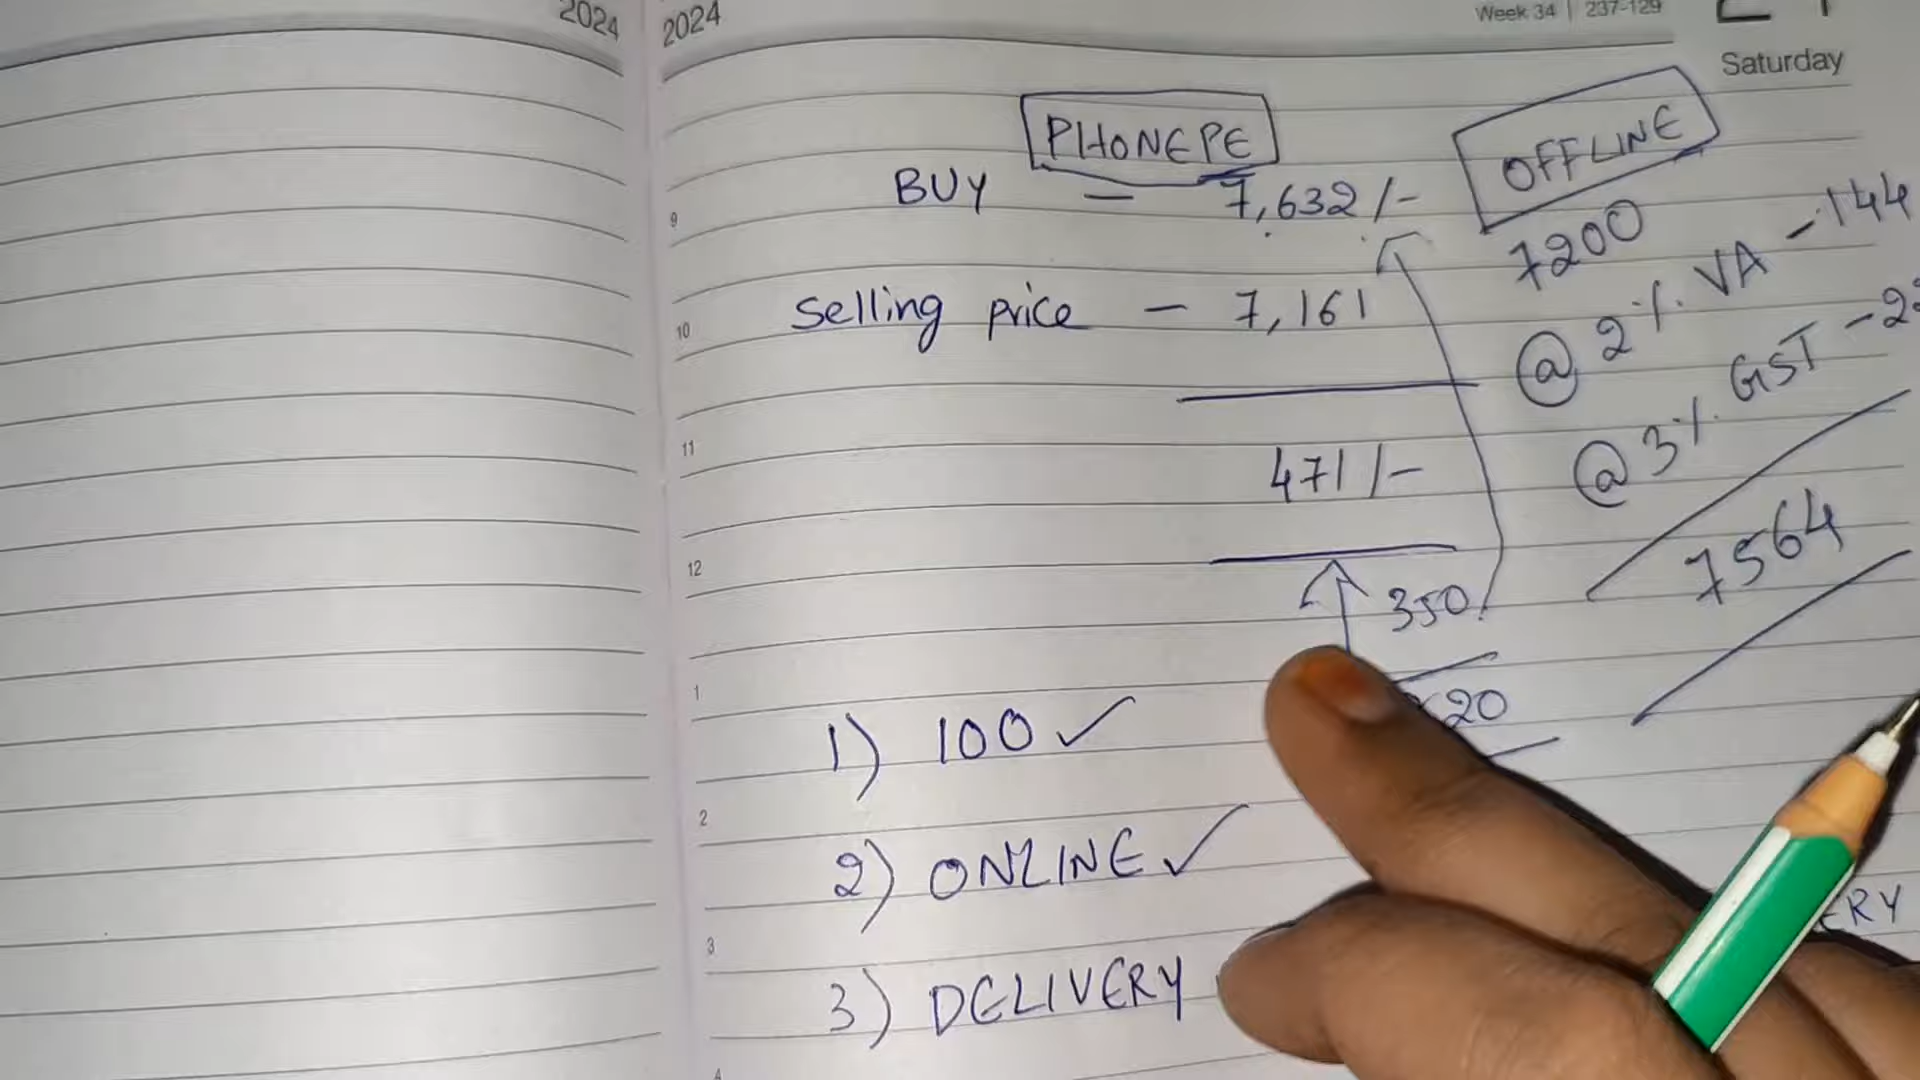 2024
2024
Week 34 | 237-129
Saturday
PHONEPE
BUY — 7,632/-
Selling price — 7,161
471/-
350
20
1) 100 ✓
2) ONLINE ✓
3) DELIVERY
OFFLINE
7200
@ 2%. VA - 144
@ 3%. GST -
7564
9
10
11
12
1
2
3
4